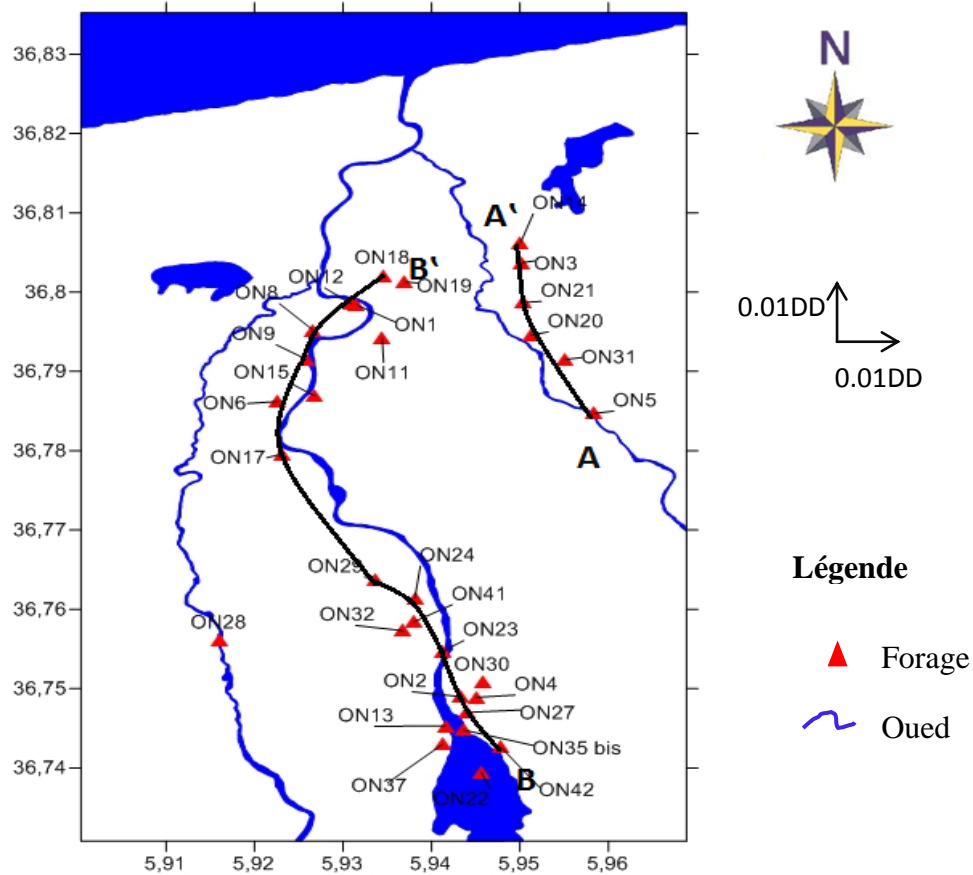 N
36,83
36,82
36,81
36,8
36,79
36,78
36,77
36,76
36,75
36,74
5,91
5,92
5,93
5,94
5,95
5,96
A'
ON14
ON3
ON21
ON20
ON31
ON5
A
ON18
B'
ON19
ON12
ON8
ON1
ON9
ON11
ON15
ON6
ON17
ON24
ON29
ON41
ON32
ON28
ON23
ON30
ON2
ON4
ON27
ON13
ON35 bis
ON37
B
ON42
ON22
0.01DD
0.01DD
Légende
Forage
Oued